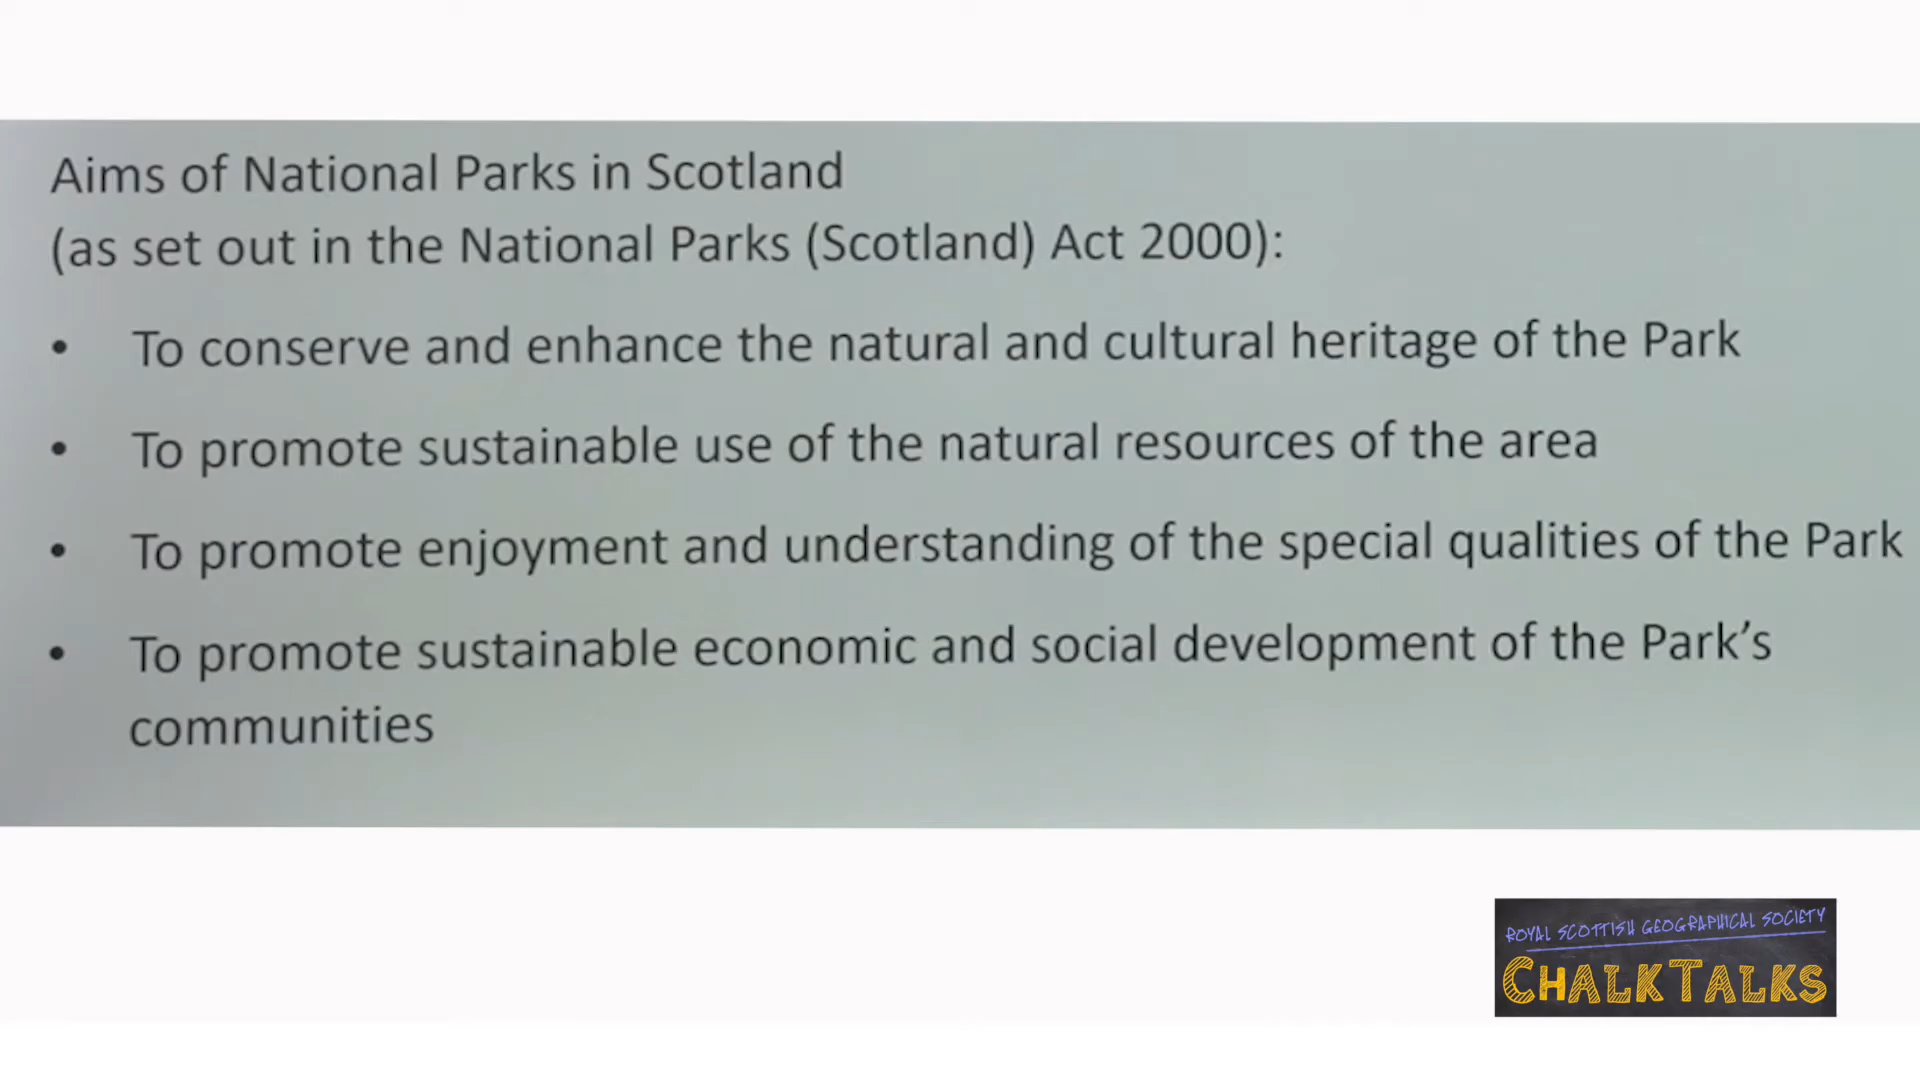 Aims of National Parks in Scotland
(as set out in the National Parks (Scotland) Act 2000):
• To conserve and enhance the natural and cultural heritage of the Park
• To promote sustainable use of the natural resources of the area
• To promote enjoyment and understanding of the special qualities of the Park
• To promote sustainable economic and social development of the Park’s
communities
ROYAL SCOTTISH GEOGRAPHICAL SOCIETY
CHALKTALKS